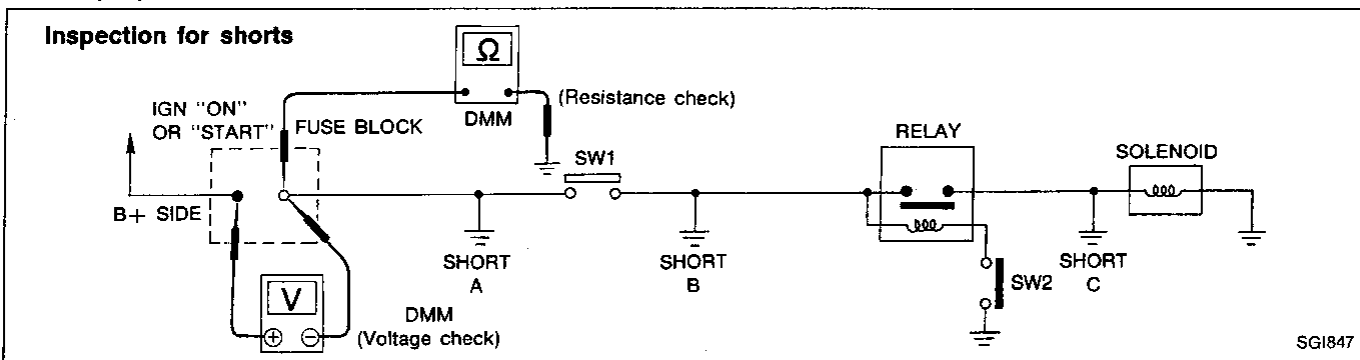 Inspection for shorts
IGN "ON"
OR "START"
FUSE BLOCK
Ω
DMM
(Resistance check)
SW1
RELAY
SOLENOID
B+ SIDE
SHORT
A
SHORT
B
SW2
SHORT
C
V
+ −
DMM
(Voltage check)
SGI847